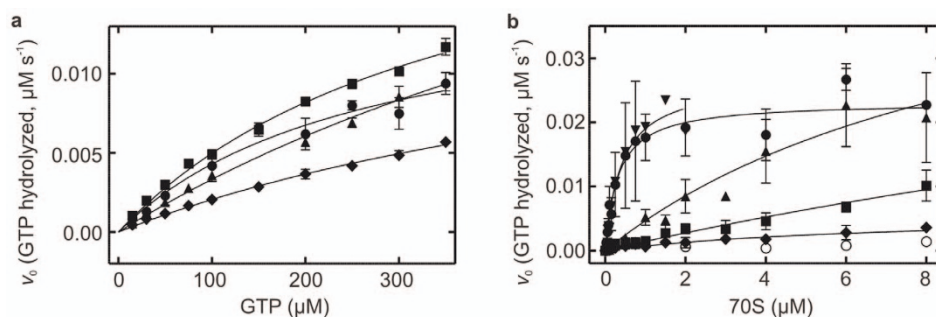 a
v₀ (GTP hydrolyzed, µM s⁻¹)
0.010
0.005
0.00
0 100 200 300
GTP (µM)
b
v₀ (GTP hydrolyzed, µM s⁻¹)
0.03
0.02
0.01
0.00
0 2 4 6 8
70S (µM)